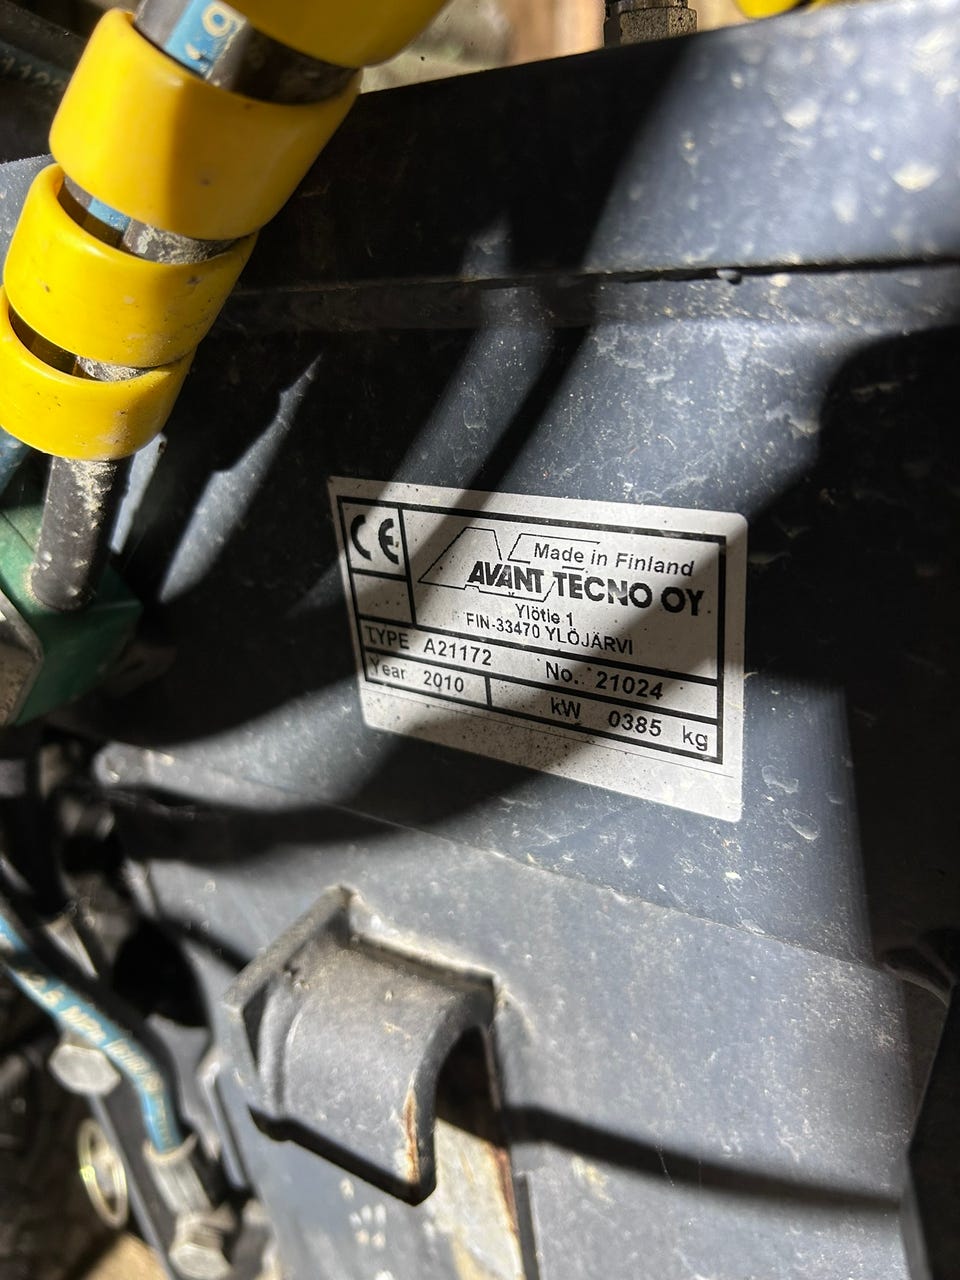 CE
Made in Finland
AVANT TECNO OY
Ylötie 1
FIN-33470 YLÖJÄRVI
TYPE A21172 No. 21024
Year 2010 kW 0385 kg